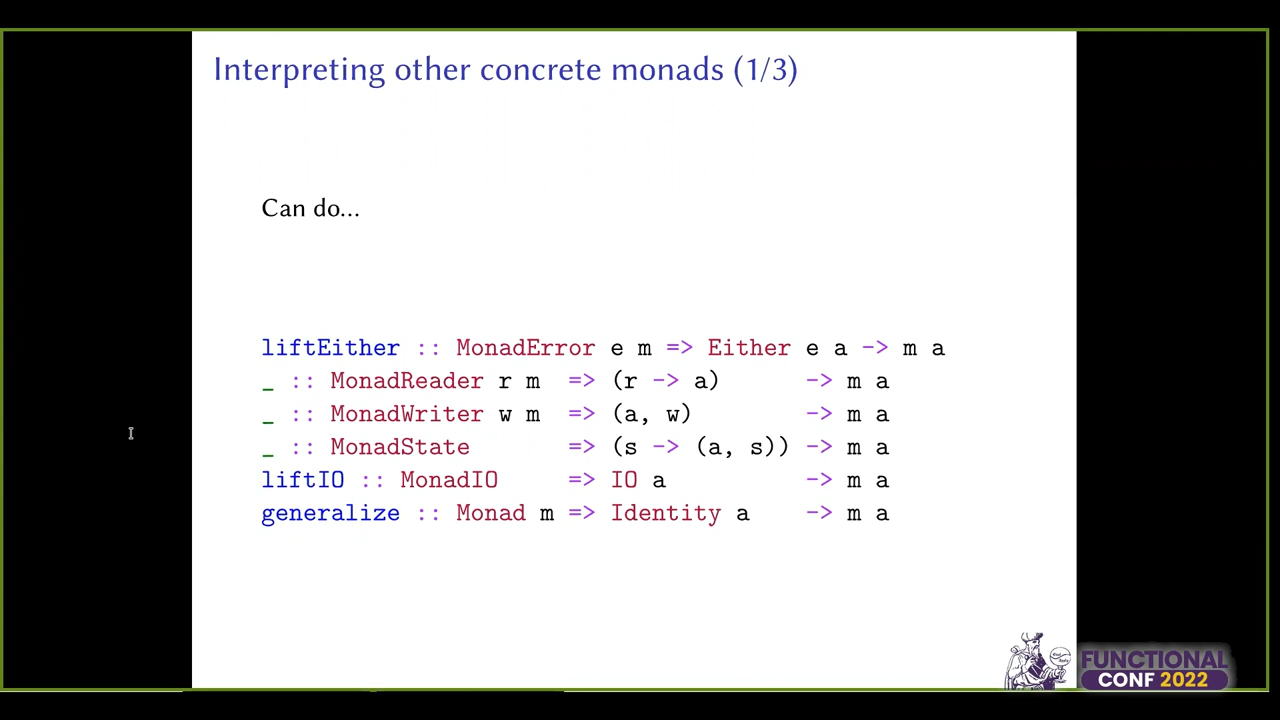 Interpreting other concrete monads (1/3)
Can do...
liftEither :: MonadError e m => Either e a -> m a
_ :: MonadReader r m => (r -> a) -> m a
_ :: MonadWriter w m => (a, w) -> m a
_ :: MonadState => (s -> (a, s)) -> m a
liftIO :: MonadIO => IO a -> m a
generalize :: Monad m => Identity a -> m a
FUNCTIONAL
CONF 2022